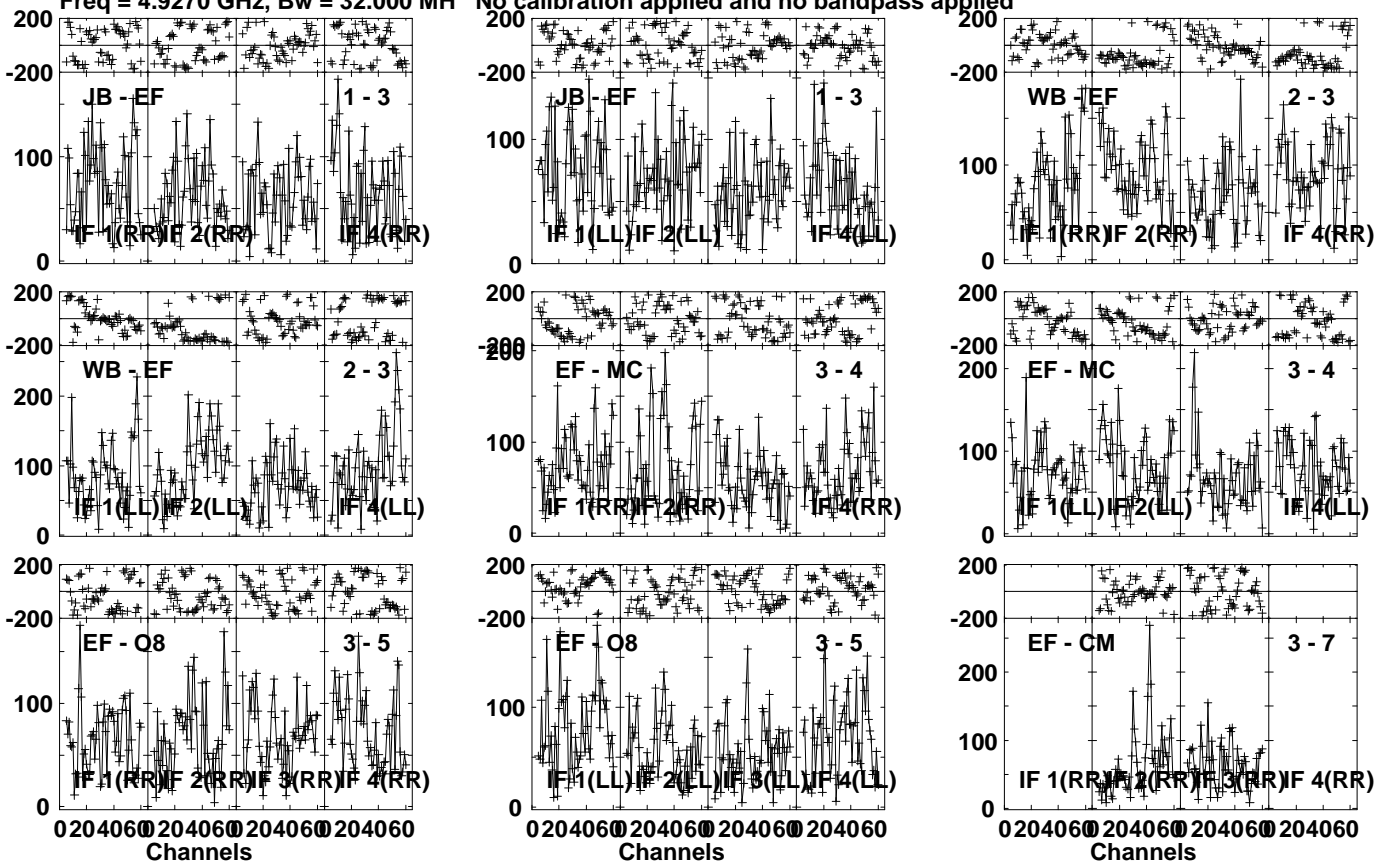 Freq = 4.9270 GHz, Bw = 32.000 MH No calibration applied and no bandpass applied
200
-200
100
0
JB - EF 1 - 3
IF 1(RR) IF 2(RR) IF 4(RR)
200
-200
100
0
JB - EF 1 - 3
IF 1(LL) IF 2(LL) IF 4(LL)
200
-200
100
0
WB - EF 2 - 3
IF 1(RR) IF 2(RR) IF 4(RR)
200
-200
200
100
0
WB - EF 2 - 3
IF 1(LL) IF 2(LL) IF 4(LL)
200
-200
200
100
0
EF - MC 3 - 4
IF 1(RR) IF 2(RR) IF 4(RR)
200
-200
200
100
0
EF - MC 3 - 4
IF 1(LL) IF 2(LL) IF 4(LL)
200
-200
100
0
EF - O8 3 - 5
IF 1(RR) IF 2(RR) IF 3(RR) IF 4(RR)
0 20 40 60 0 20 40 60 0 20 40 60 0 20 40 60
Channels
200
-200
100
0
EF - O8 3 - 5
IF 1(LL) IF 2(LL) IF 3(LL) IF 4(LL)
0 20 40 60 0 20 40 60 0 20 40 60 0 20 40 60
Channels
200
-200
200
100
0
EF - CM 3 - 7
IF 1(RR) IF 2(RR) IF 3(RR) IF 4(RR)
0 20 40 60 0 20 40 60 0 20 40 60 0 20 40 60
Channels